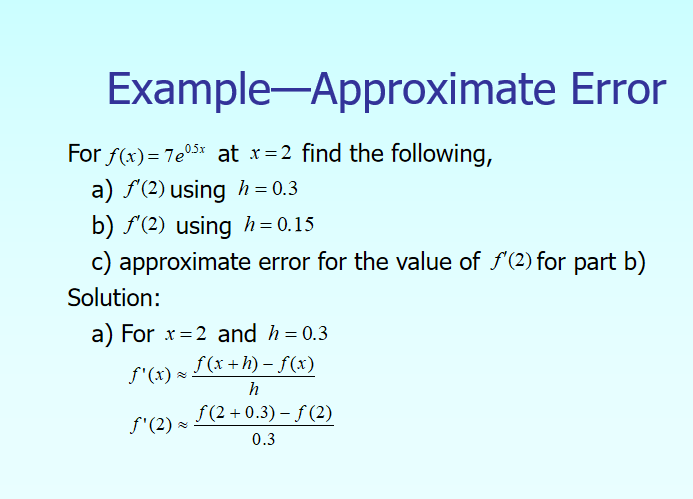 Example—Approximate Error
For f(x) = 7e^{0.5x} at x = 2 find the following,
a) f'(2) using h = 0.3
b) f'(2) using h = 0.15
c) approximate error for the value of f'(2) for part b)
Solution:
a) For x = 2 and h = 0.3
f'(x) ≈ \frac{f(x + h) − f(x)}{h}
f'(2) ≈ \frac{f(2 + 0.3) − f(2)}{0.3}